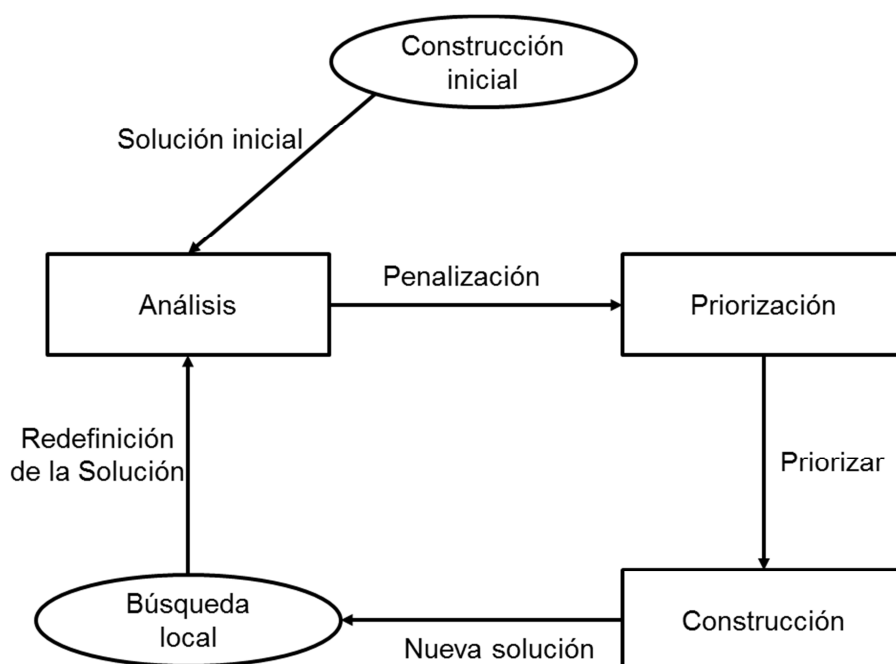 Construcción
inicial
Solución inicial
Penalización
Análisis
Priorización
Redefinición
de la Solución
Priorizar
Búsqueda
local
Construcción
Nueva solución